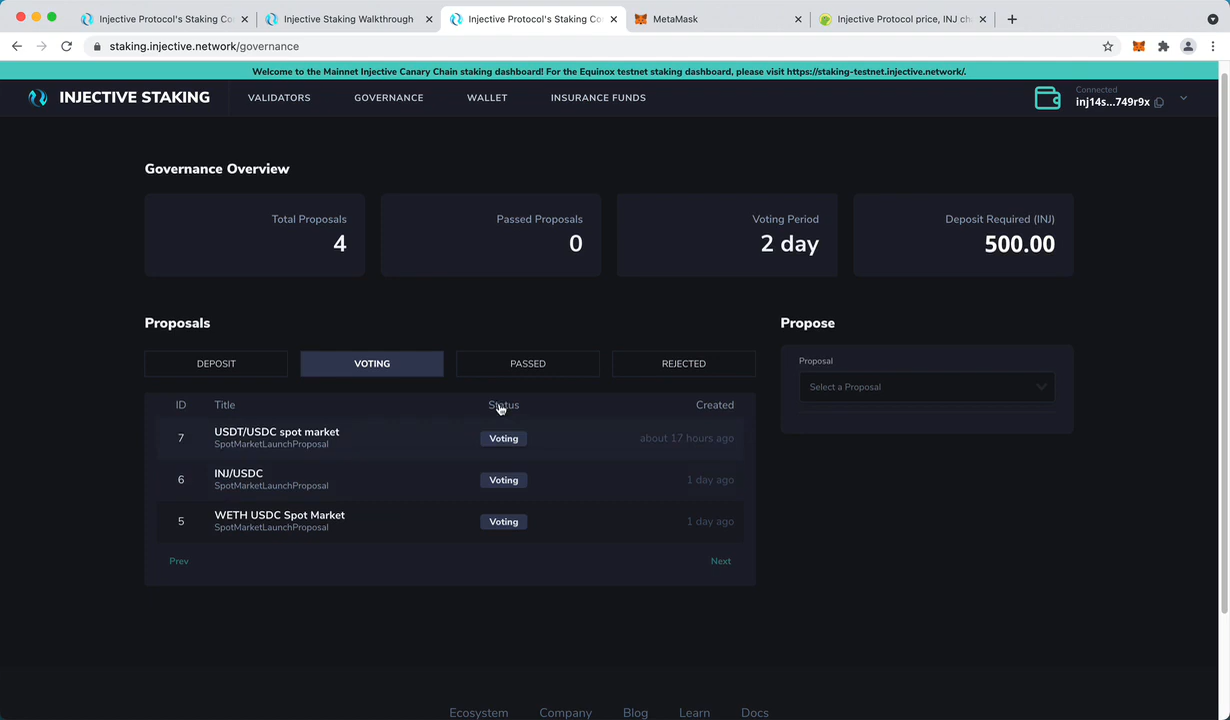 Injective Protocol's Staking Co
Injective Staking Walkthrough
Injective Protocol's Staking Co
MetaMask
Injective Protocol price, INJ ch
staking.injective.network/governance
Welcome to the Mainnet Injective Canary Chain staking dashboard! For the Equinox testnet staking dashboard, please visit https://staking-testnet.injective.network/.
INJECTIVE STAKING
VALIDATORS
GOVERNANCE
WALLET
INSURANCE FUNDS
Connected
inj14s...749r9x
Governance Overview
Total Proposals
4
Passed Proposals
0
Voting Period
2 day
Deposit Required (INJ)
500.00
Proposals
DEPOSIT
VOTING
PASSED
REJECTED
ID Title Status Created
7 USDT/USDC spot market Voting about 17 hours ago
SpotMarketLaunchProposal
6 INJ/USDC Voting 1 day ago
SpotMarketLaunchProposal
5 WETH USDC Spot Market Voting 1 day ago
SpotMarketLaunchProposal
Prev
Next
Propose
Proposal
Select a Proposal
Ecosystem Company Blog Learn Docs